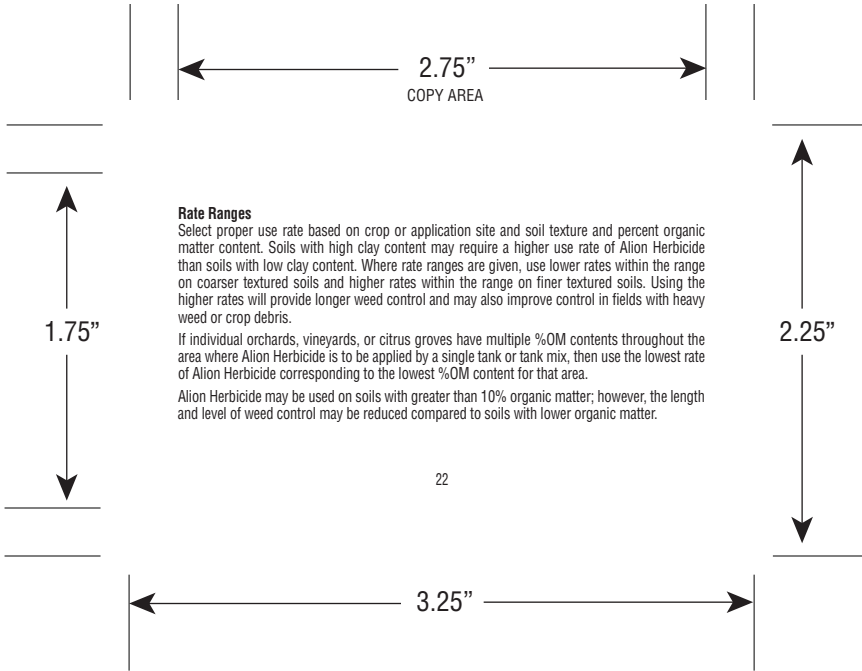 2.75”
COPY AREA
Rate Ranges
Select proper use rate based on crop or application site and soil texture and percent organic
matter content. Soils with high clay content may require a higher use rate of Alion Herbicide
than soils with low clay content. Where rate ranges are given, use lower rates within the range
on coarser textured soils and higher rates within the range on finer textured soils. Using the
higher rates will provide longer weed control and may also improve control in fields with heavy
weed or crop debris.
If individual orchards, vineyards, or citrus groves have multiple %OM contents throughout the
area where Alion Herbicide is to be applied by a single tank or tank mix, then use the lowest rate
of Alion Herbicide corresponding to the lowest %OM content for that area.
Alion Herbicide may be used on soils with greater than 10% organic matter; however, the length
and level of weed control may be reduced compared to soils with lower organic matter.
1.75”
2.25”
22
3.25”